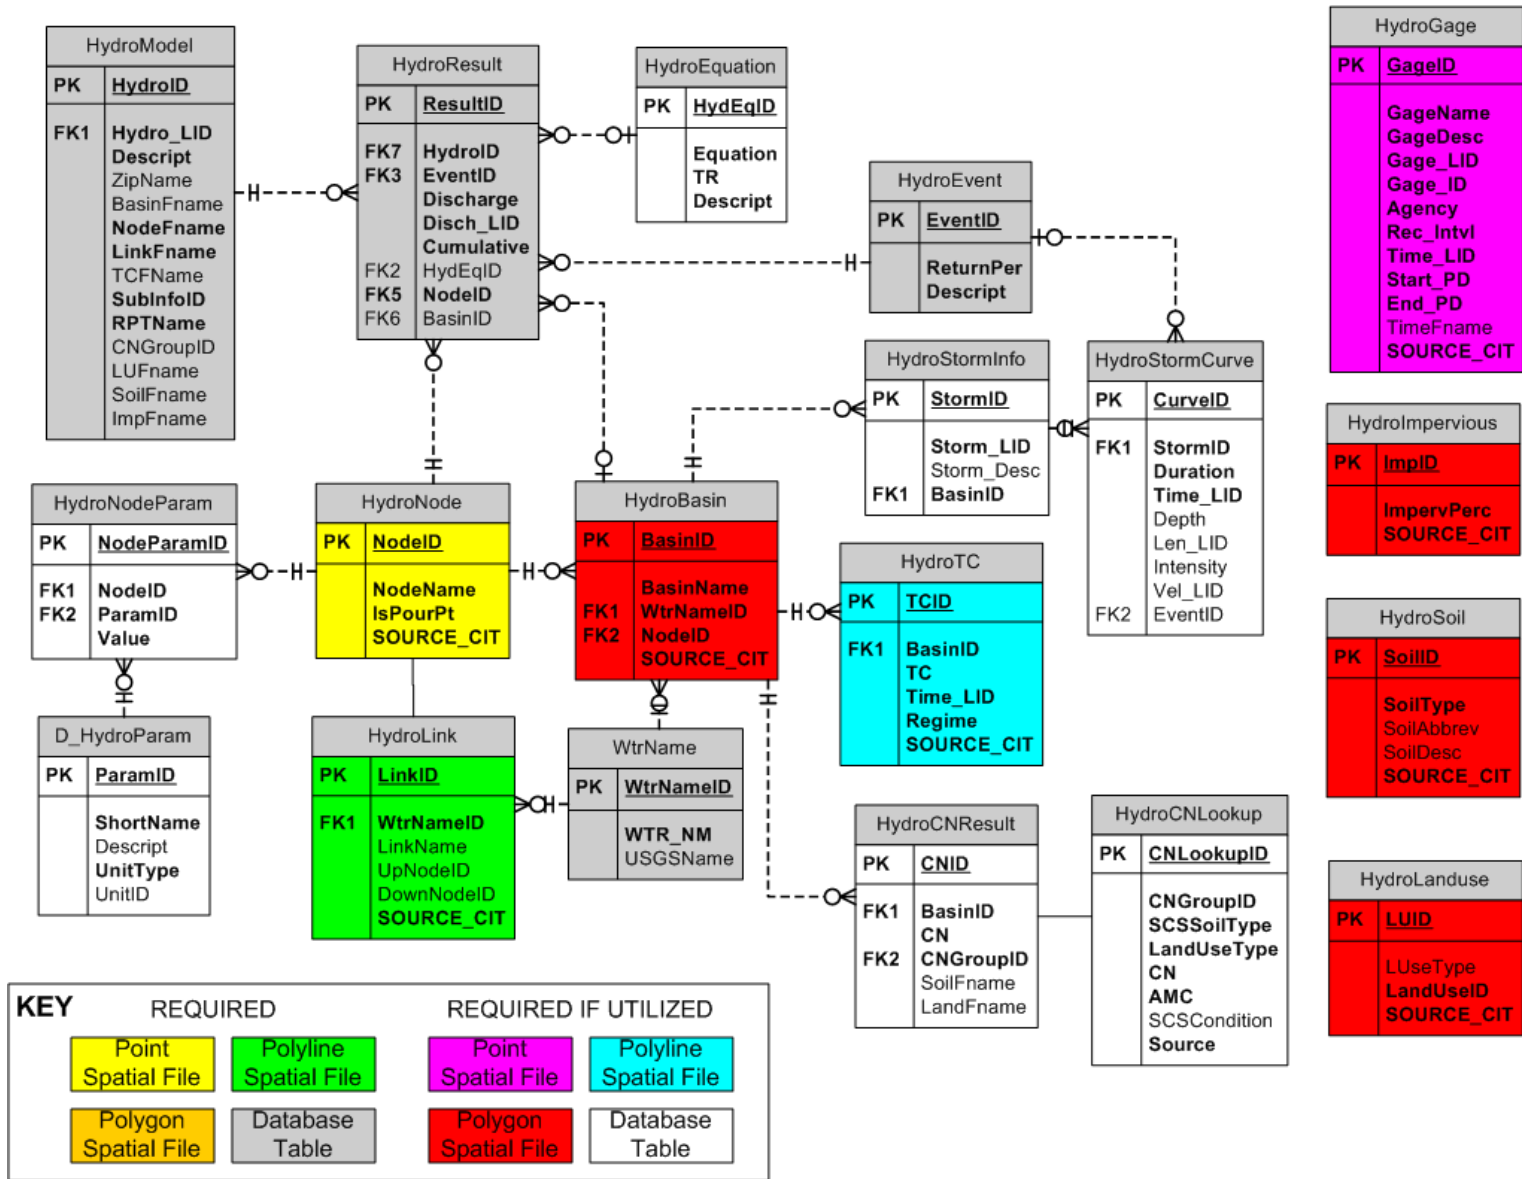 HydroModel
PK HydroID
FK1 Hydro_LID
Descript
ZipName
BasinFname
NodeFname
LinkFname
TCFName
SubInfoID
RPTName
CNGroupID
LUFname
SoilFname
ImpFname
HydroResult
PK ResultID
FK7 HydroID
FK3 EventID
Discharge
Disch_LID
Cumulative
FK2 HydEqID
FK5 NodeID
FK6 BasinID
HydroEquation
PK HydEqID
Equation
TR
Descript
HydroEvent
PK EventID
ReturnPer
Descript
HydroGage
PK GageID
GageName
GageDesc
Gage_LID
Gage_ID
Agency
Rec_Intvl
Time_LID
Start_PD
End_PD
TimeFname
SOURCE_CIT
HydroStormInfo
PK StormID
Storm_LID
Storm_Desc
FK1 BasinID
HydroStormCurve
PK CurveID
FK1 StormID
Duration
Time_LID
Depth
Len_LID
Intensity
Vel_LID
FK2 EventID
HydroImpervious
PK ImpID
ImpervPerc
SOURCE_CIT
HydroNodeParam
PK NodeParamID
FK1 NodeID
FK2 ParamID
Value
HydroNode
PK NodeID
NodeName
IsPourPt
SOURCE_CIT
HydroBasin
PK BasinID
BasinName
FK1 WtrNameID
FK2 NodeID
SOURCE_CIT
HydroTC
PK TCID
FK1 BasinID
TC
Time_LID
Regime
SOURCE_CIT
HydroSoil
PK SoilID
SoilType
SoilAbbrev
SoilDesc
SOURCE_CIT
D_HydroParam
PK ParamID
ShortName
Descript
UnitType
UnitID
HydroLink
PK LinkID
FK1 WtrNameID
LinkName
UpNodeID
DownNodeID
SOURCE_CIT
WtrName
PK WtrNameID
WTR_NM
USGSName
HydroCNResult
PK CNID
FK1 BasinID
CN
FK2 CNGroupID
SoilFname
LandFname
HydroCNLookup
PK CNLookupID
CNGroupID
SCSSoilType
LandUseType
CN
AMC
SCSCondition
Source
HydroLanduse
PK LUID
LUseType
LandUseID
SOURCE_CIT
KEY REQUIRED REQUIRED IF UTILIZED
Point
Spatial File
Polyline
Spatial File
Point
Spatial File
Polyline
Spatial File
Polygon
Spatial File
Database
Table
Polygon
Spatial File
Database
Table